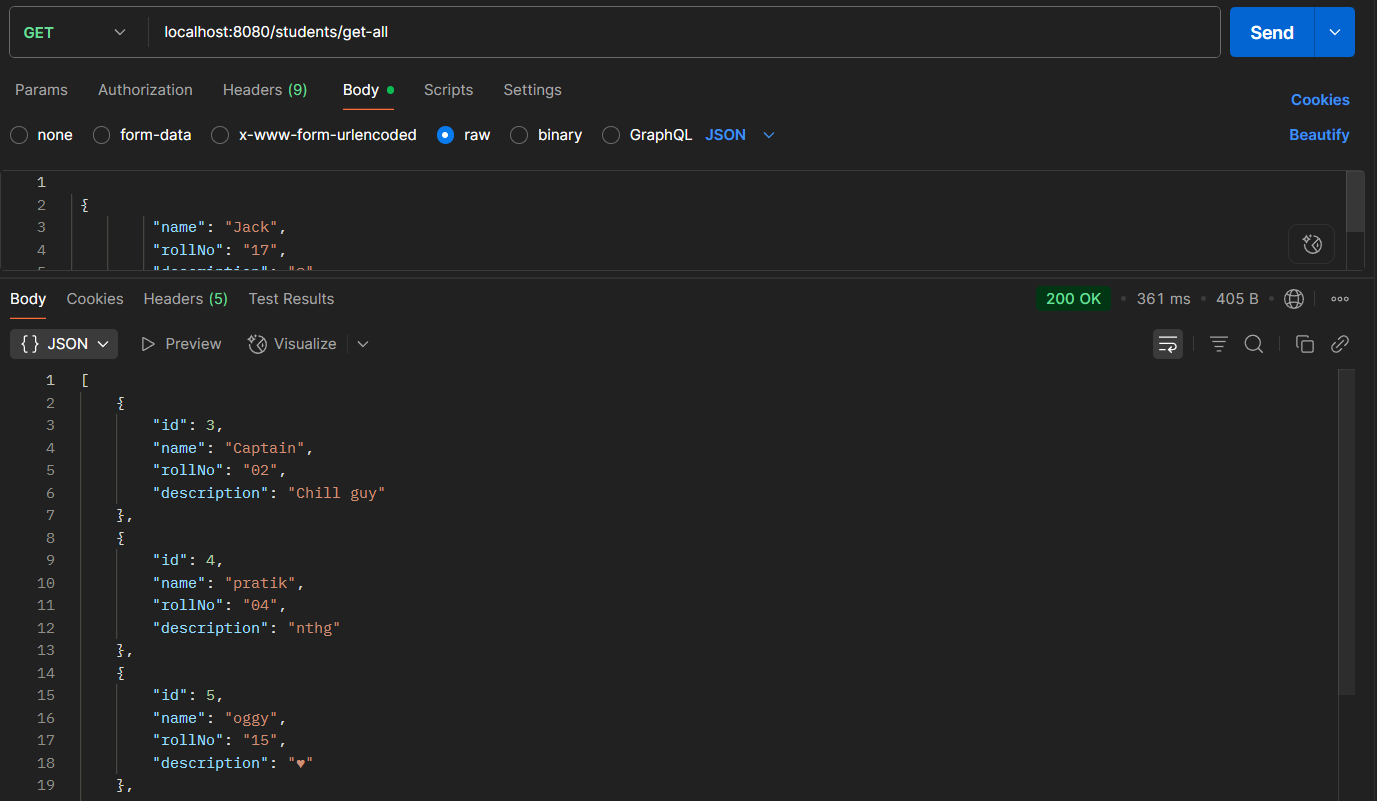 GET localhost:8080/students/get-all Send
Params Authorization Headers (9) Body Scripts Settings Cookies
none form-data x-www-form-urlencoded raw binary GraphQL JSON Beautify
1
2 {
3 "name": "Jack",
4 "rollNo": "17",
5 "description":
Body Cookies Headers (5) Test Results 200 OK 361 ms 405 B
{} JSON Preview Visualize
1 [
2 {
3 "id": 3,
4 "name": "Captain",
5 "rollNo": "02",
6 "description": "Chill guy"
7 },
8 {
9 "id": 4,
10 "name": "pratik",
11 "rollNo": "04",
12 "description": "nthg"
13 },
14 {
15 "id": 5,
16 "name": "oggy",
17 "rollNo": "15",
18 "description": "♥"
19 },